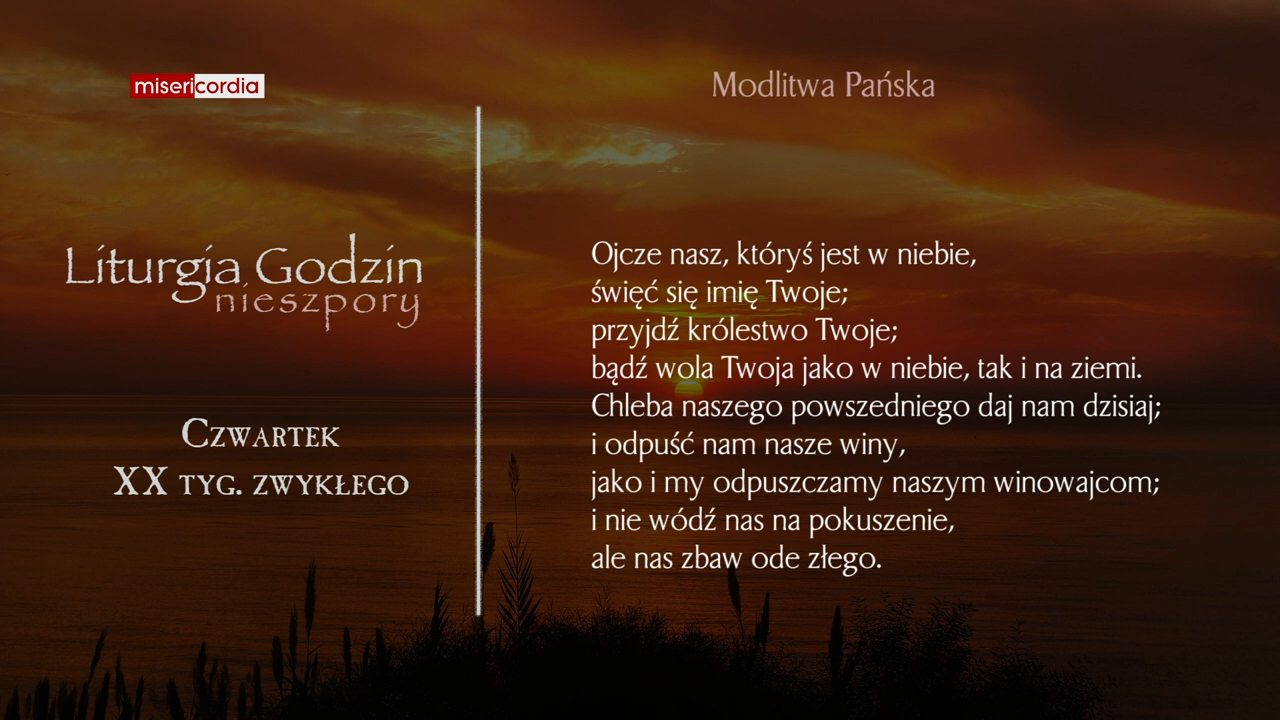 misericordia
Liturgia Godzin
nieszpory
Czwartek
XX tyg. zwykłego
Modlitwa Pańska
Ojcze nasz, któryś jest w niebie,
święć się imię Twoje;
przyjdź królestwo Twoje;
bądź wola Twoja jako w niebie, tak i na ziemi.
Chleba naszego powszedniego daj nam dzisiaj;
i odpuść nam nasze winy,
jako i my odpuszczamy naszym winowajcom;
i nie wódź nas na pokuszenie,
ale nas zbaw ode złego.